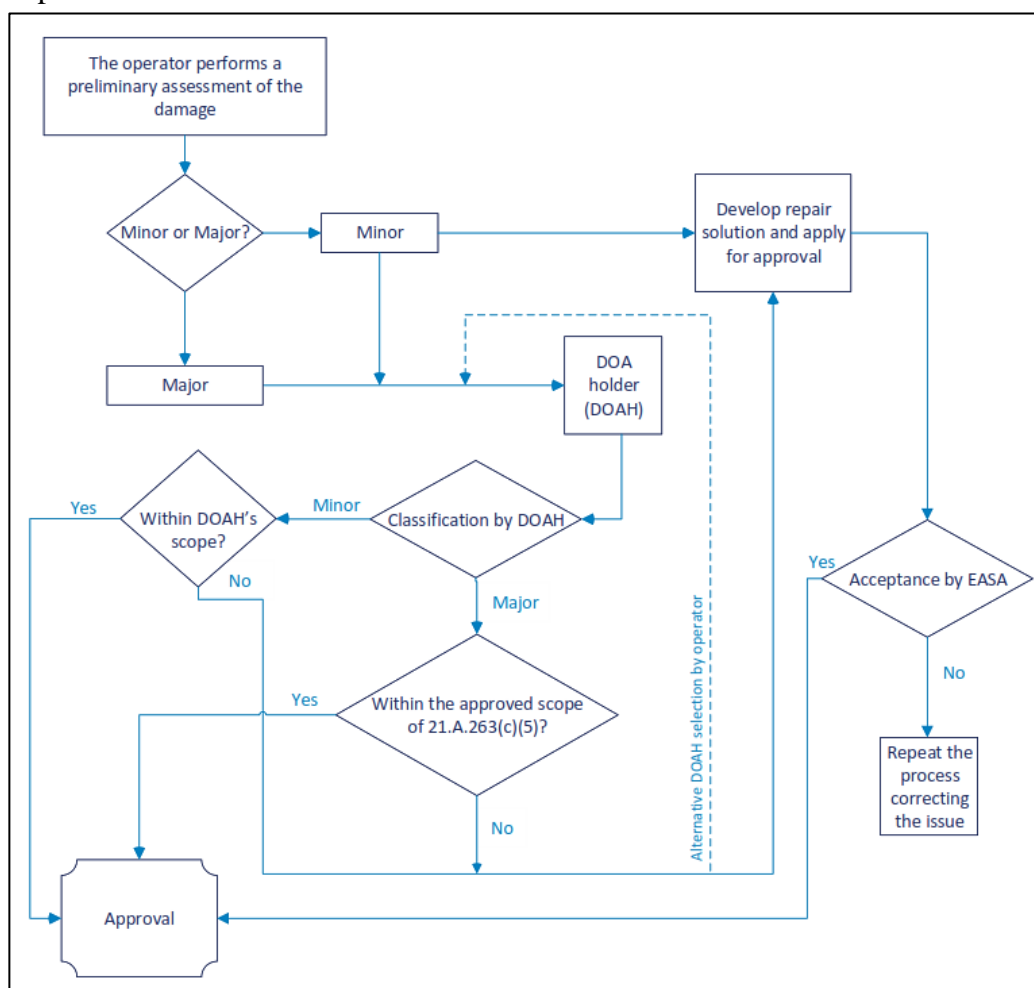 The operator performs a
preliminary assessment of the
damage
Minor or Major?
Minor
Develop repair
solution and apply
for approval
Major
DOA
holder
(DOAH)
Yes
Within DOAH's
scope?
Minor
Classification by DOAH
No
Major
Yes
Acceptance by EASA
No
Yes
Within the approved scope
of 21.A.263(c)(5)?
No
Alternative DOAH selection by operator
Repeat the
process
correcting
the issue
Approval